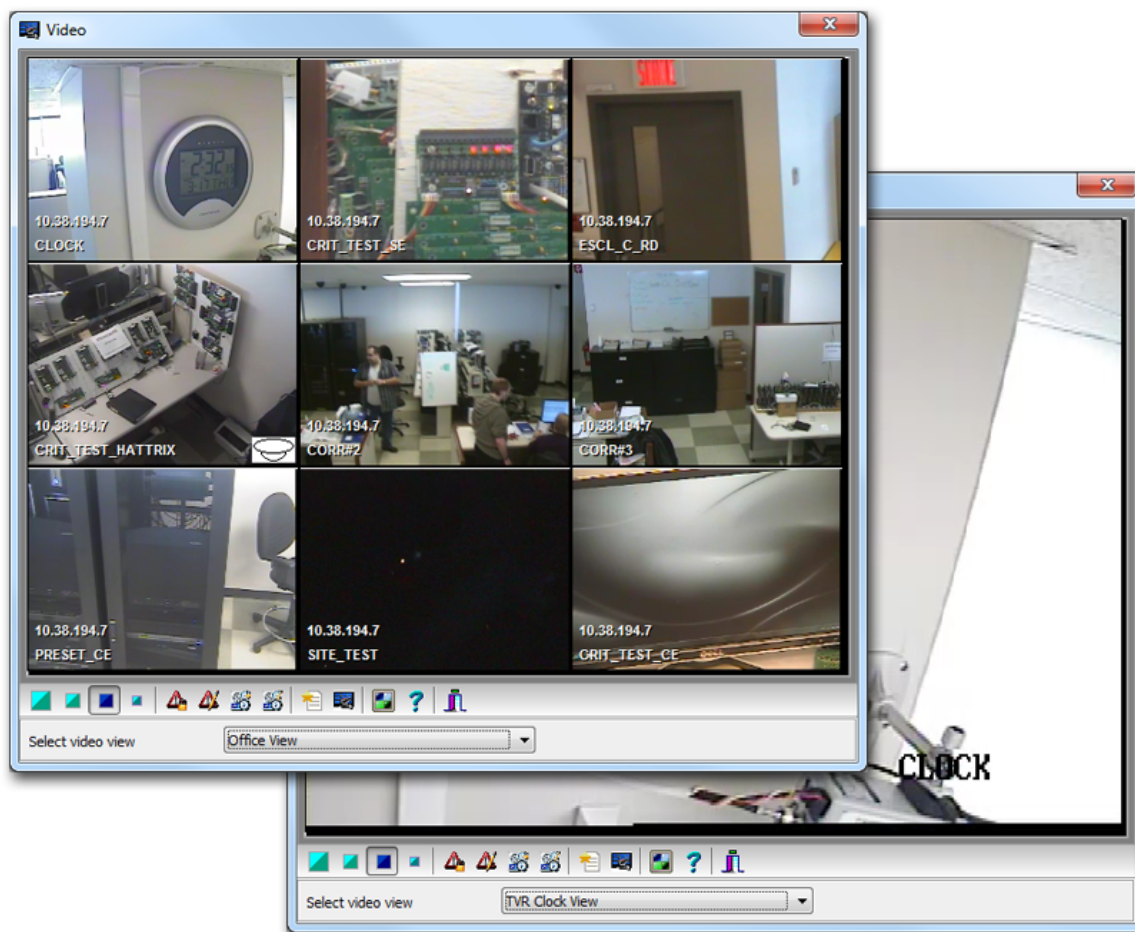 Video
2:32
10.38.194.7
CLOCK
10.38.194.7
CRIT_TEST_SE
SORTIE
10.38.194.7
ESCL_C_RD
10.38.194.7
CRIT_TEST_HATTRIX
10.38.194.7
CORR#2
10.38.194.7
CORR#3
10.38.194.7
PRESET_CE
10.38.194.7
SITE_TEST
10.38.194.7
CRIT_TEST_CE
Select video view
Office View
CLOCK
Select video view
TVR Clock View